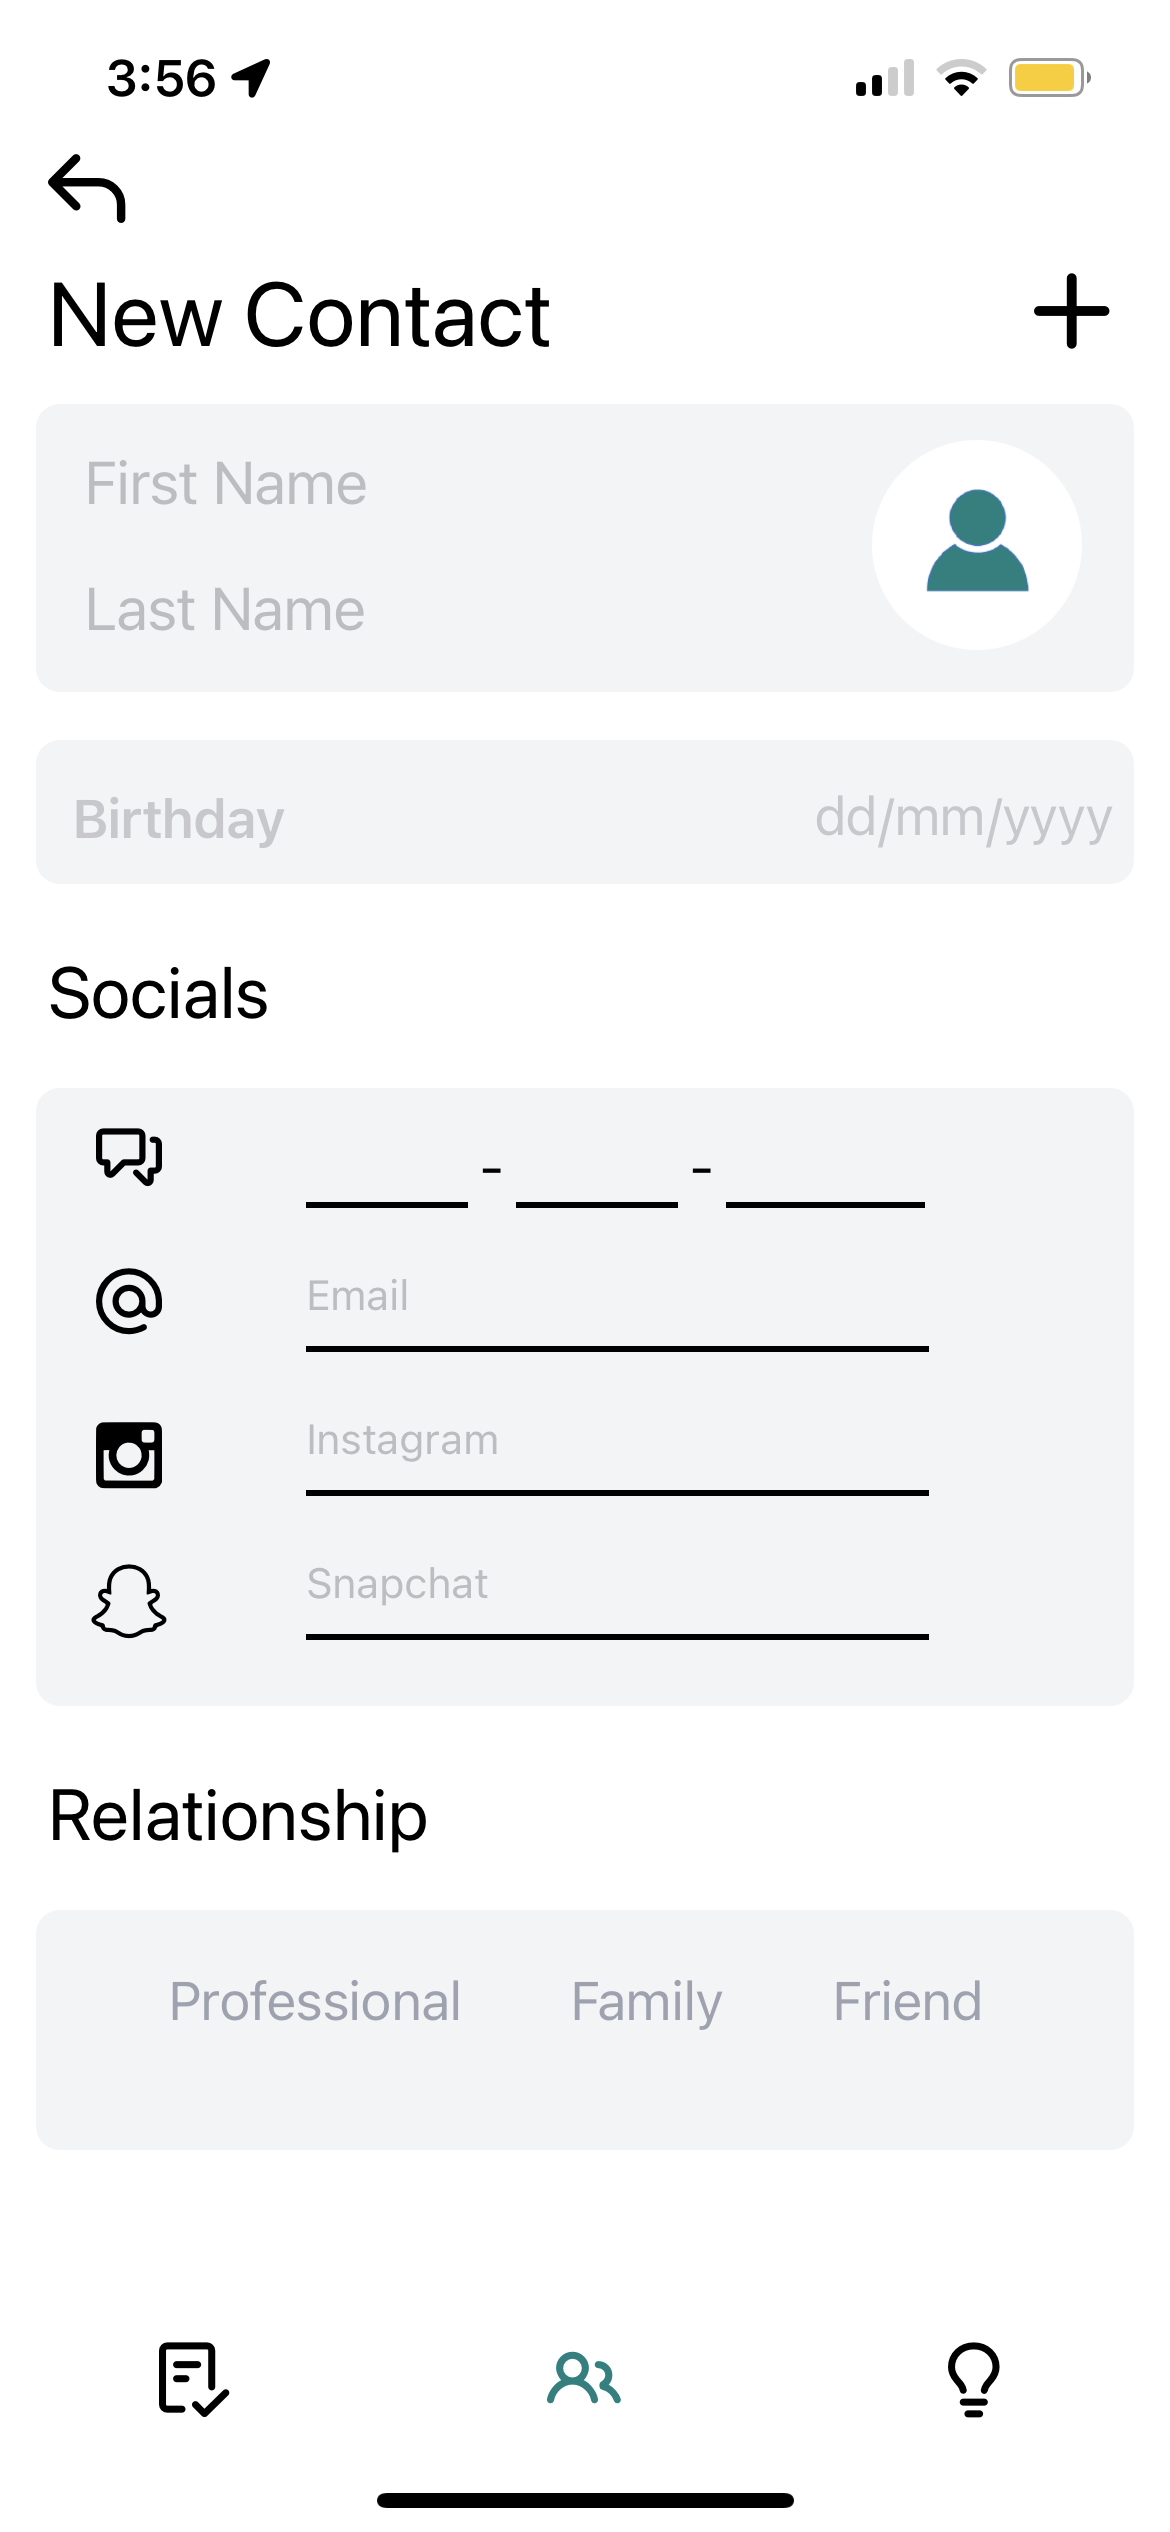 3:56
New Contact
First Name
Last Name
Birthday dd/mm/yyyy
Socials
- -
Email
Instagram
Snapchat
Relationship
Professional Family Friend